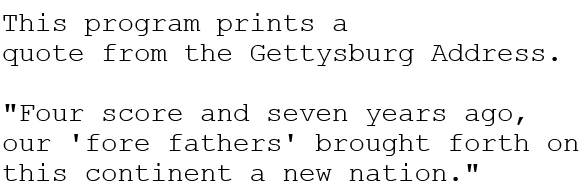 This program prints a
quote from the Gettysburg Address.

"Four score and seven years ago,
our 'fore fathers' brought forth on
this continent a new nation."